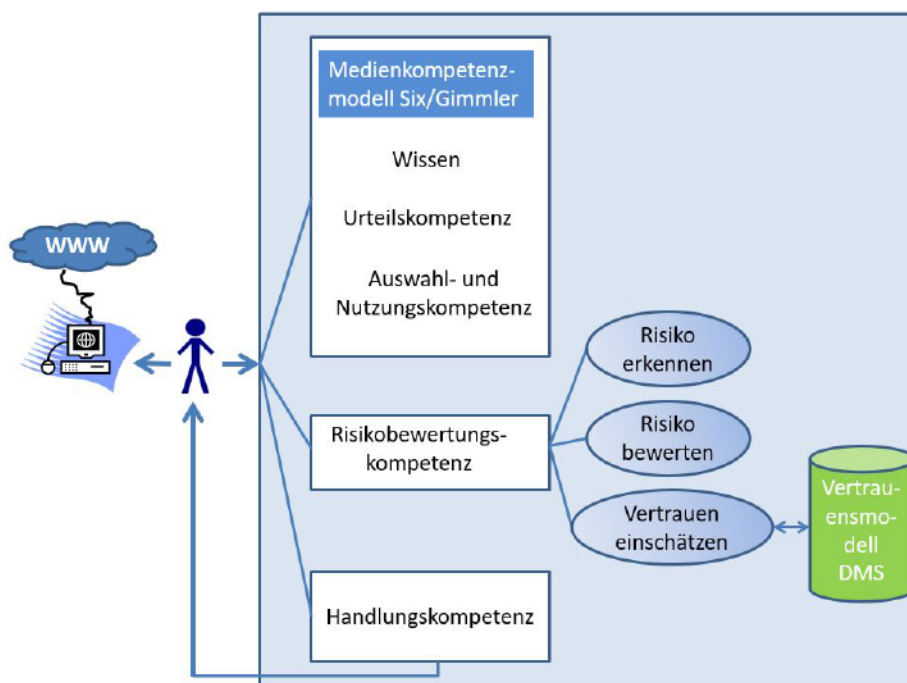 Medienkompetenz-
modell Six/Gimmler
Wissen
Urteilskompetenz
Auswahl- und
Nutzungskompetenz
WWW
Risikobewertungs-
kompetenz
Risiko
erkennen
Risiko
bewerten
Vertrauen
einschätzen
Vertrau-
ensmo-
dell
DMS
Handlungskompetenz